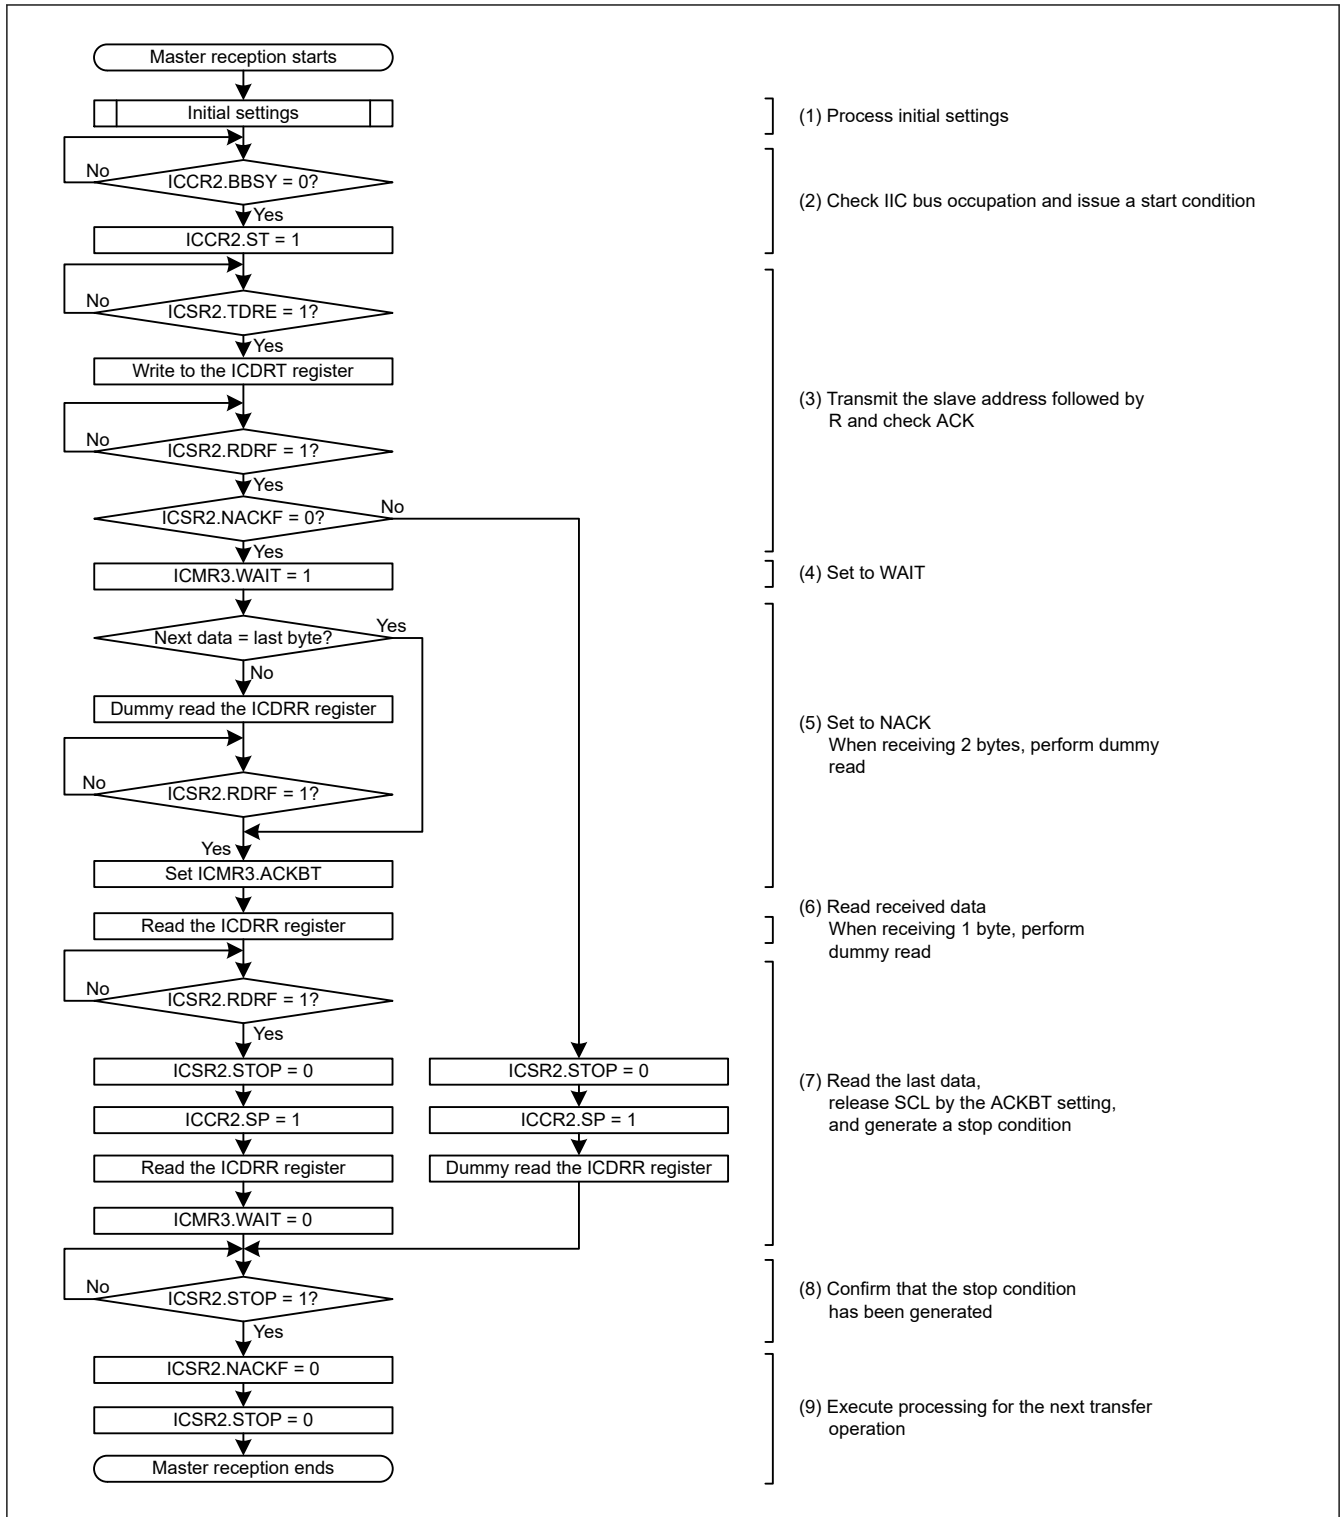 Master reception starts
Initial settings
(1) Process initial settings
No
ICCR2.BBSY = 0?
Yes
ICCR2.ST = 1
(2) Check IIC bus occupation and issue a start condition
No
ICSR2.TDRE = 1?
Yes
Write to the ICDRT register
No
ICSR2.RDRF = 1?
Yes
ICSR2.NACKF = 0?
No
Yes
(3) Transmit the slave address followed by
R and check ACK
ICMR3.WAIT = 1
(4) Set to WAIT
Next data = last byte?
Yes
No
Dummy read the ICDRR register
No
ICSR2.RDRF = 1?
Yes
Set ICMR3.ACKBT
(5) Set to NACK
When receiving 2 bytes, perform dummy
read
Read the ICDRR register
(6) Read received data
When receiving 1 byte, perform
dummy read
No
ICSR2.RDRF = 1?
Yes
ICSR2.STOP = 0
ICCR2.SP = 1
Read the ICDRR register
ICMR3.WAIT = 0
ICSR2.STOP = 0
ICCR2.SP = 1
Dummy read the ICDRR register
(7) Read the last data,
release SCL by the ACKBT setting,
and generate a stop condition
No
ICSR2.STOP = 1?
Yes
(8) Confirm that the stop condition
has been generated
ICSR2.NACKF = 0
ICSR2.STOP = 0
Master reception ends
(9) Execute processing for the next transfer
operation